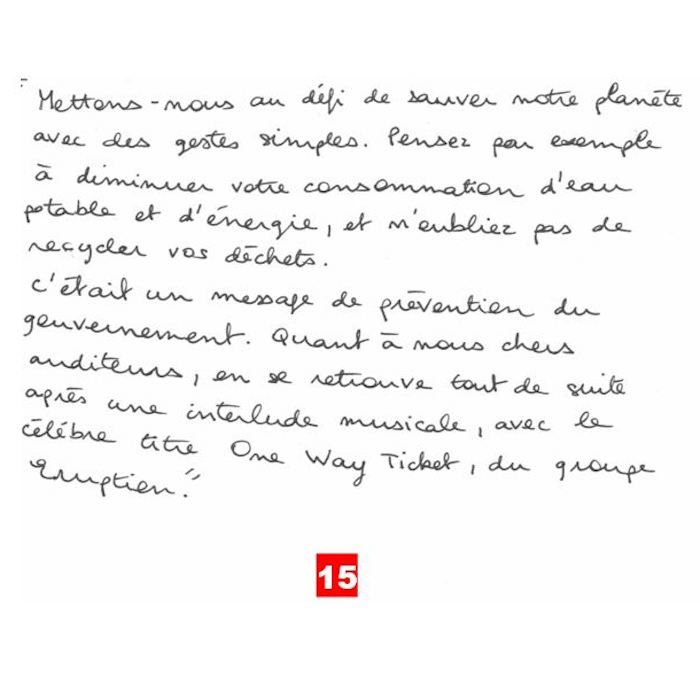 Mettons-nous au défi de sauver notre planète
avec des gestes simples. Pensez par exemple
à diminuer votre consommation d'eau
potable et d'énergie, et n'oubliez pas de
recycler vos déchets.
C'était un message de prévention du
gouvernement. Quant à nous chers
auditeurs, on se retrouve tout de suite
après une interlude musicale, avec le
célèbre titre One Way Ticket, du groupe
Eruption."
15